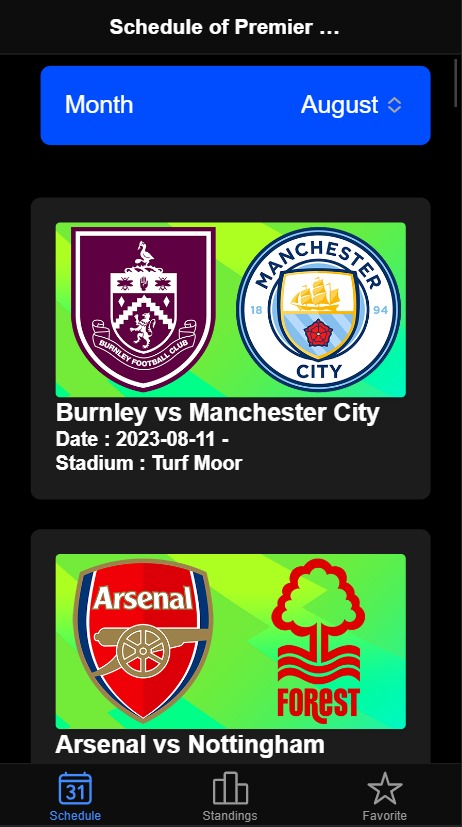 Schedule of Premier …
Month August
BURNLEY FOOTBALL CLUB
MANCHESTER
18 94
CITY
Burnley vs Manchester City
Date : 2023-08-11 -
Stadium : Turf Moor
Arsenal
FOREST
Arsenal vs Nottingham
31
Schedule Standings Favorite